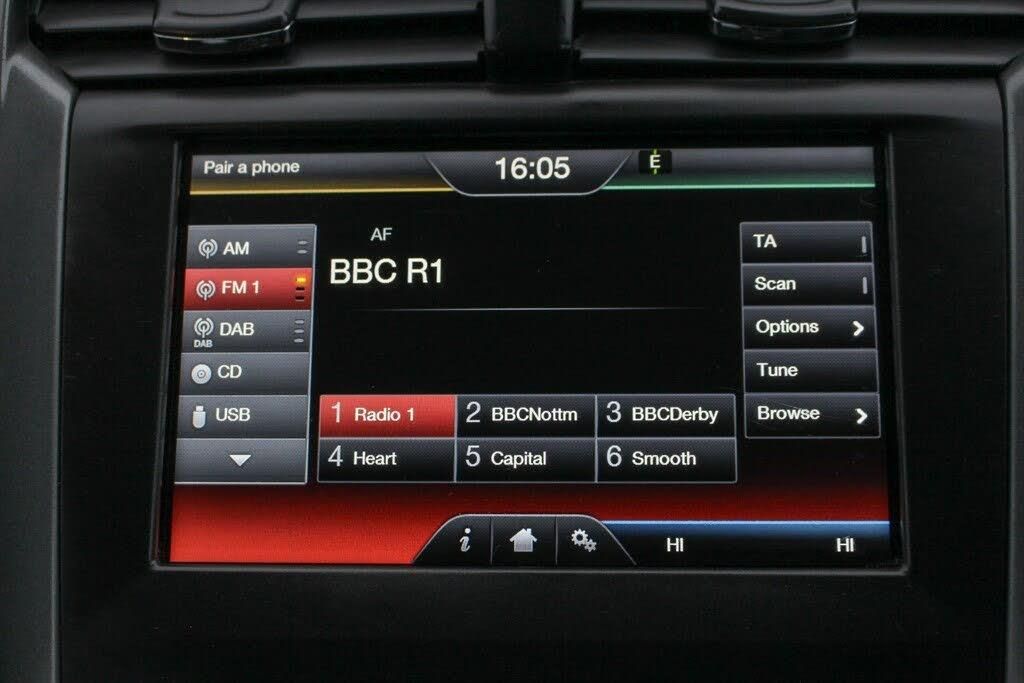 Pair a phone
16:05
E
AM
FM 1
DAB
DAB
CD
USB
AF
BBC R1
1 Radio 1
2 BBCNottm
3 BBCDerby
4 Heart
5 Capital
6 Smooth
TA
Scan
Options
Tune
Browse
i
HI
HI